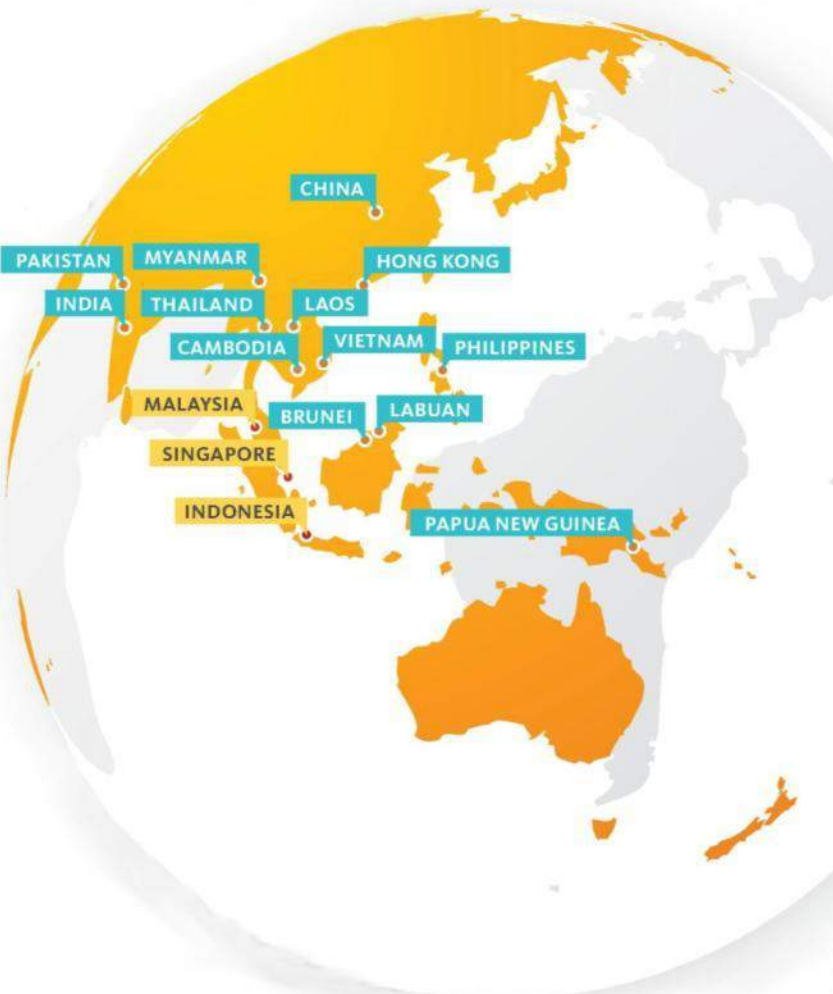 CHINA
PAKISTAN
MYANMAR
HONG KONG
INDIA
THAILAND
LAOS
CAMBODIA
VIETNAM
PHILIPPINES
MALAYSIA
BRUNEI
LABUAN
SINGAPORE
INDONESIA
PAPUA NEW GUINEA